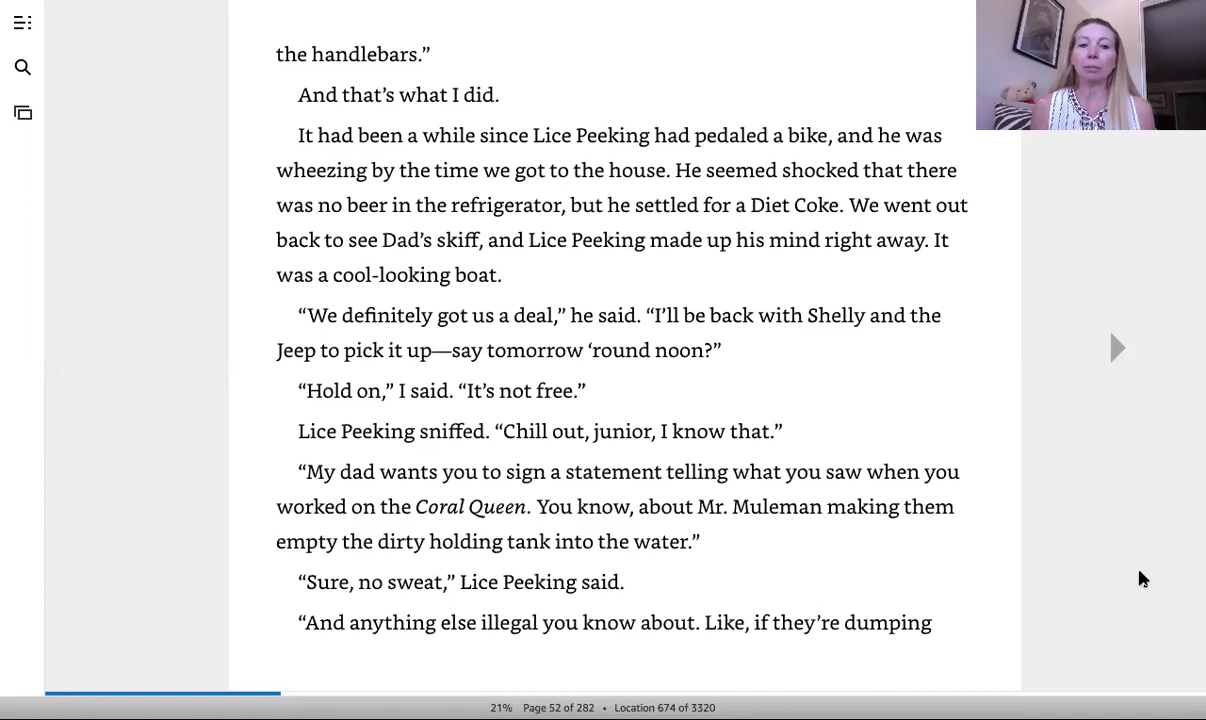 the handlebars.”
And that’s what I did.
It had been a while since Lice Peeking had pedaled a bike, and he was
wheezing by the time we got to the house. He seemed shocked that there
was no beer in the refrigerator, but he settled for a Diet Coke. We went out
back to see Dad’s skiff, and Lice Peeking made up his mind right away. It
was a cool-looking boat.
“We definitely got us a deal,” he said. “I’ll be back with Shelly and the
Jeep to pick it up—say tomorrow ‘round noon?”
“Hold on,” I said. “It’s not free.”
Lice Peeking sniffed. “Chill out, junior, I know that.”
“My dad wants you to sign a statement telling what you saw when you
worked on the Coral Queen. You know, about Mr. Muleman making them
empty the dirty holding tank into the water.”
“Sure, no sweat,” Lice Peeking said.
“And anything else illegal you know about. Like, if they’re dumping
21% Page 52 of 282 • Location 674 of 3320